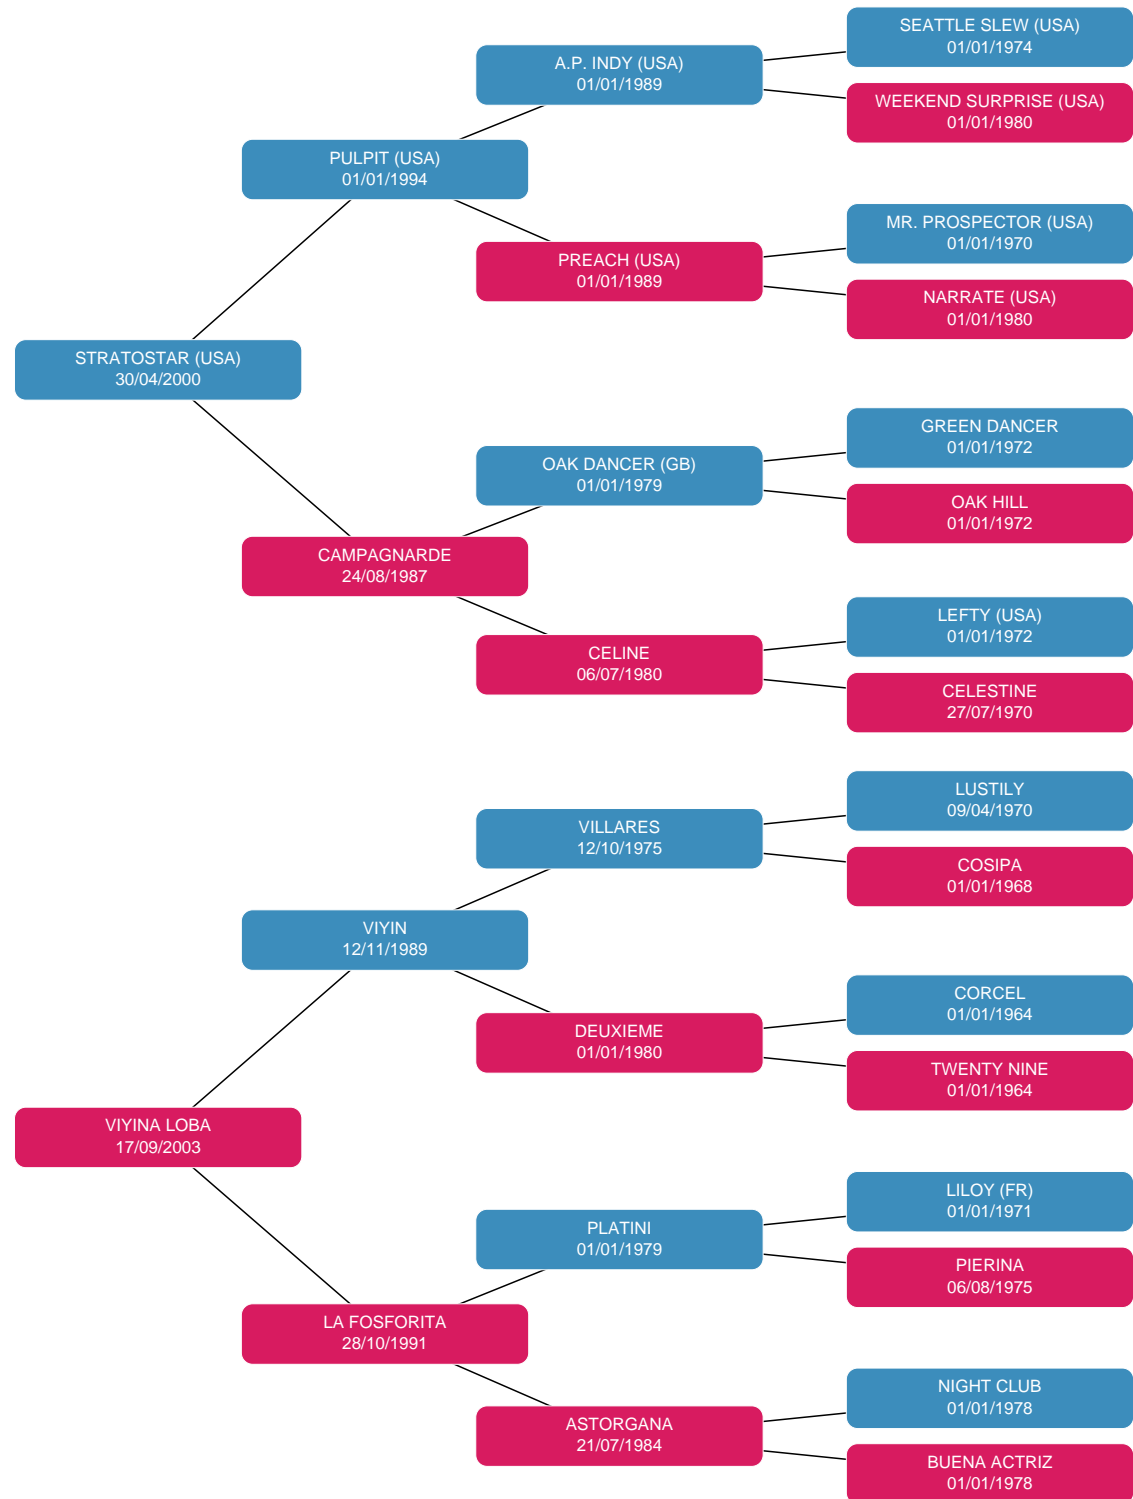 SEATTLE SLEW (USA)
01/01/1974
A.P. INDY (USA)
01/01/1989
WEEKEND SURPRISE (USA)
01/01/1980
PULPIT (USA)
01/01/1994
MR. PROSPECTOR (USA)
01/01/1970
PREACH (USA)
01/01/1989
NARRATE (USA)
01/01/1980
STRATOSTAR (USA)
30/04/2000
GREEN DANCER
01/01/1972
OAK DANCER (GB)
01/01/1979
OAK HILL
01/01/1972
CAMPAGNARDE
24/08/1987
LEFTY (USA)
01/01/1972
CELINE
06/07/1980
CELESTINE
27/07/1970
LUSTILY
09/04/1970
VILLARES
12/10/1975
COSIPA
01/01/1968
VIYIN
12/11/1989
CORCEL
01/01/1964
DEUXIEME
01/01/1980
TWENTY NINE
01/01/1964
VIYINA LOBA
17/09/2003
LILOY (FR)
01/01/1971
PLATINI
01/01/1979
PIERINA
06/08/1975
LA FOSFORITA
28/10/1991
NIGHT CLUB
01/01/1978
ASTORGANA
21/07/1984
BUENA ACTRIZ
01/01/1978